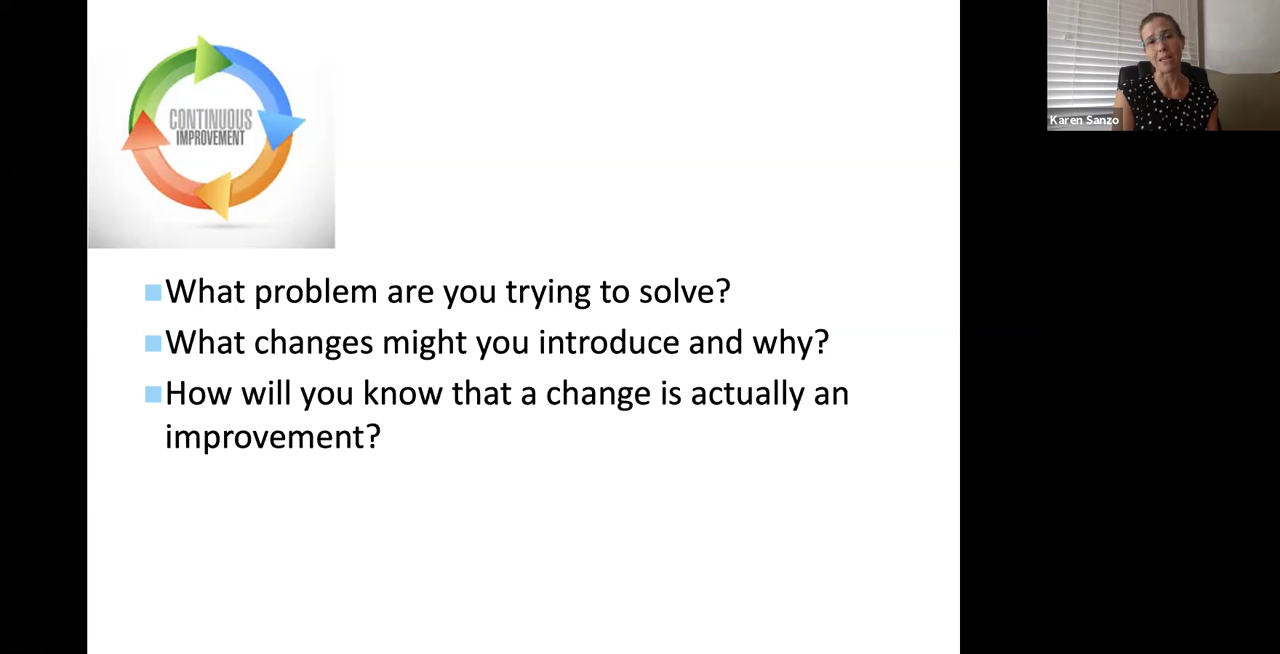 CONTINUOUS
IMPROVEMENT
Karen Sanzo
What problem are you trying to solve?
What changes might you introduce and why?
How will you know that a change is actually an
improvement?